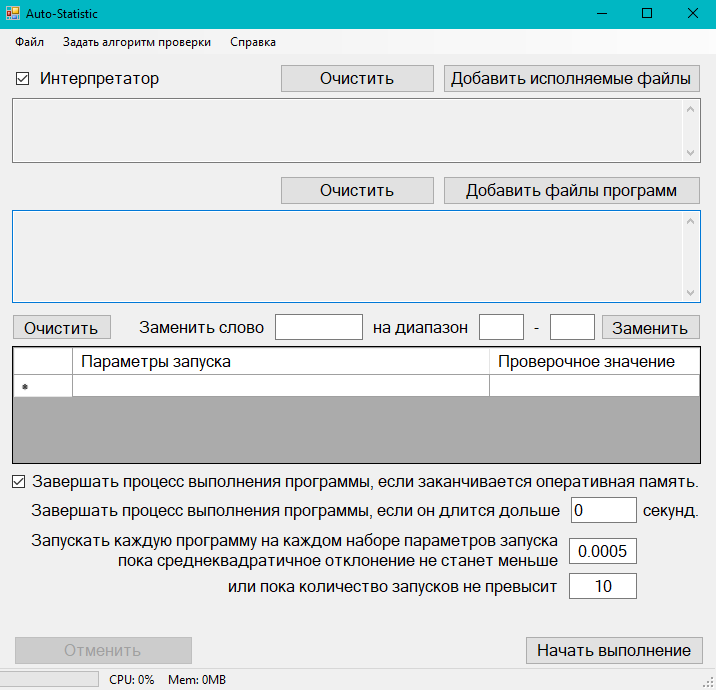 Auto-Statistic
Файл Задать алгоритм проверки Справка
Интерпретатор Очистить Добавить исполняемые файлы
Очистить Добавить файлы программ
Очистить Заменить слово на диапазон - Заменить
Параметры запуска Проверочное значение
*
Завершать процесс выполнения программы, если заканчивается оперативная память.
Завершать процесс выполнения программы, если он длится дольше 0 секунд.
Запускать каждую программу на каждом наборе параметров запуска
пока среднеквадратичное отклонение не станет меньше 0.0005
или пока количество запусков не превысит 10
Отменить Начать выполнение
CPU: 0% Mem: 0MB